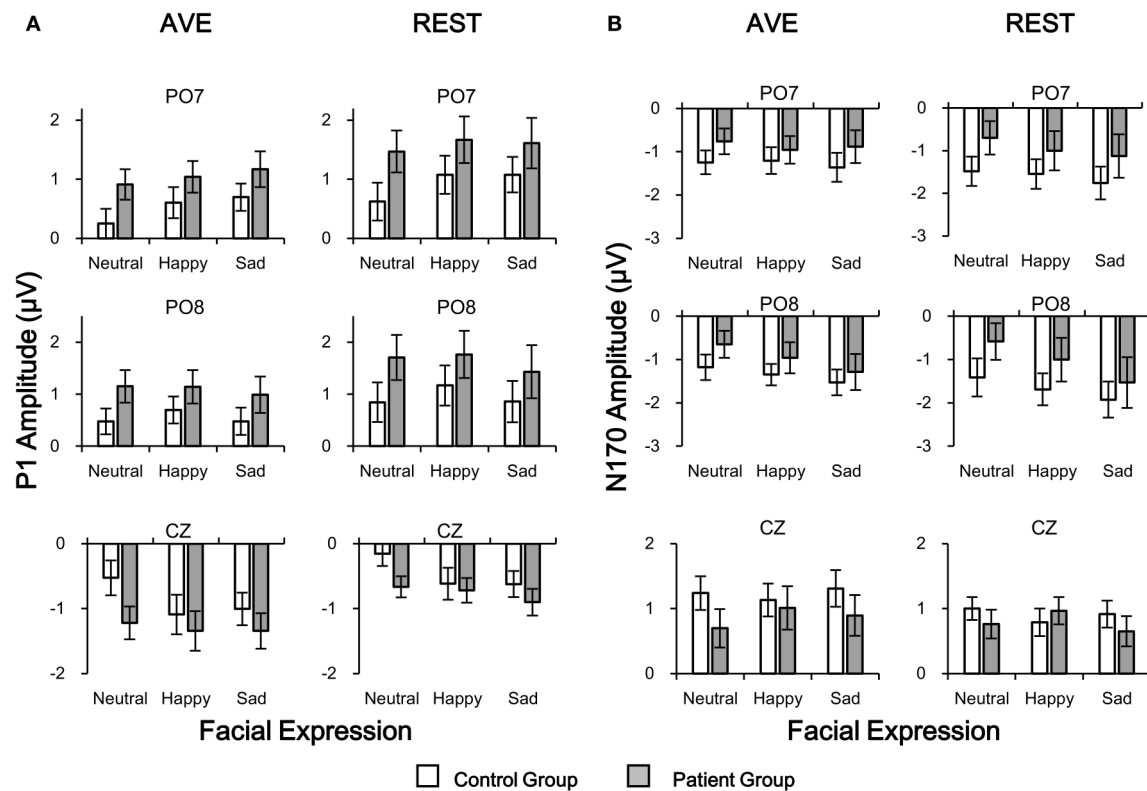 A AVE REST B AVE REST
PO7 PO7 PO7 PO7
2 2 0 0
1 1 -1 -1
0 0 -2 -2
-3 -3
Neutral Happy Sad Neutral Happy Sad Neutral Happy Sad Neutral Happy Sad
P1 Amplitude (µV)
N170 Amplitude (µV)
PO8 PO8 PO8 PO8
2 2 0 0
1 1 -1 -1
0 0 -2 -2
-3 -3
Neutral Happy Sad Neutral Happy Sad Neutral Happy Sad Neutral Happy Sad
CZ CZ CZ CZ
0 0 2 2
-1 -1 1 1
-2 -2 0 0
Neutral Happy Sad Neutral Happy Sad Neutral Happy Sad Neutral Happy Sad
Facial Expression Facial Expression
Control Group Patient Group